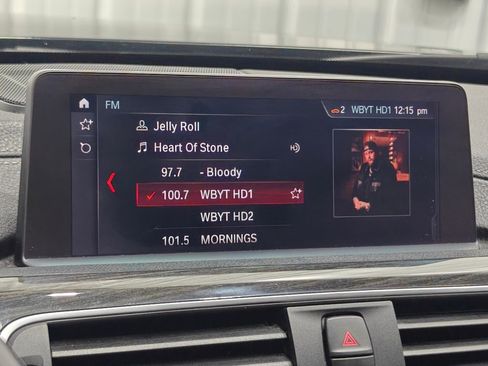 FM
2 WBYT HD1 12:15 pm
Jelly Roll
Heart Of Stone
97.7 - Bloody
100.7 WBYT HD1
WBYT HD2
101.5 MORNINGS